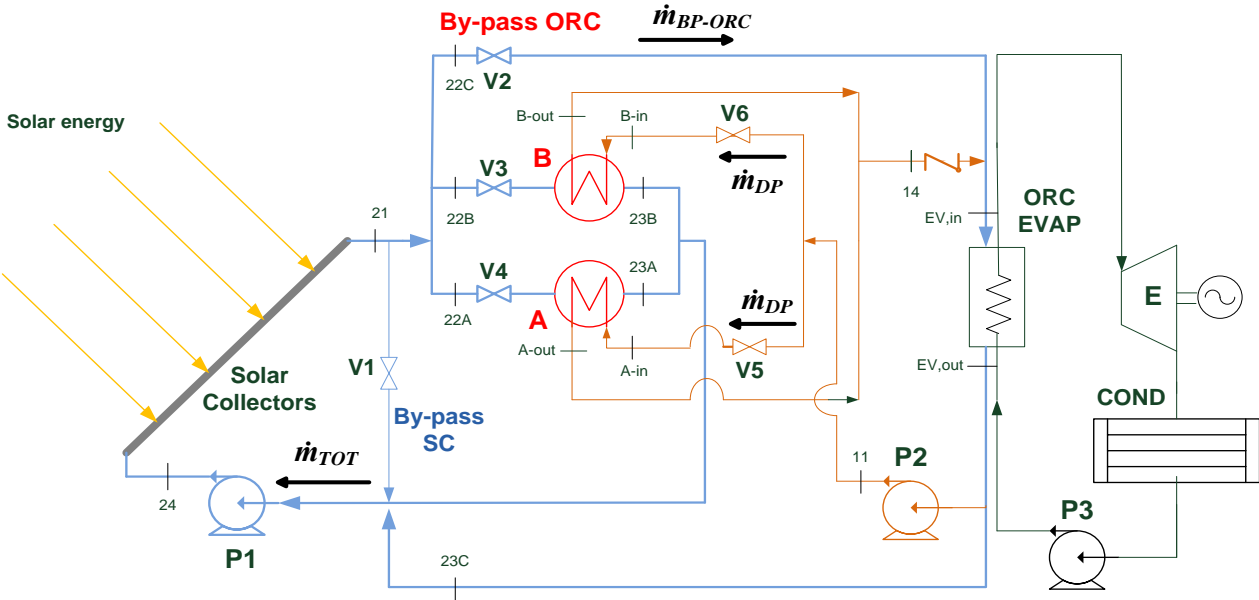 By-pass ORC
ṁBP-ORC
22C
V2
Solar energy
B-out
B-in
V6
B
V3
ṁDP
14
21
22B
23B
EV,in
ORC
EVAP
V4
23A
22A
A
ṁDP
E
A-out
A-in
V5
EV,out
V1
Solar
Collectors
COND
By-pass
SC
ṁTOT
11
P2
24
P3
P1
23C